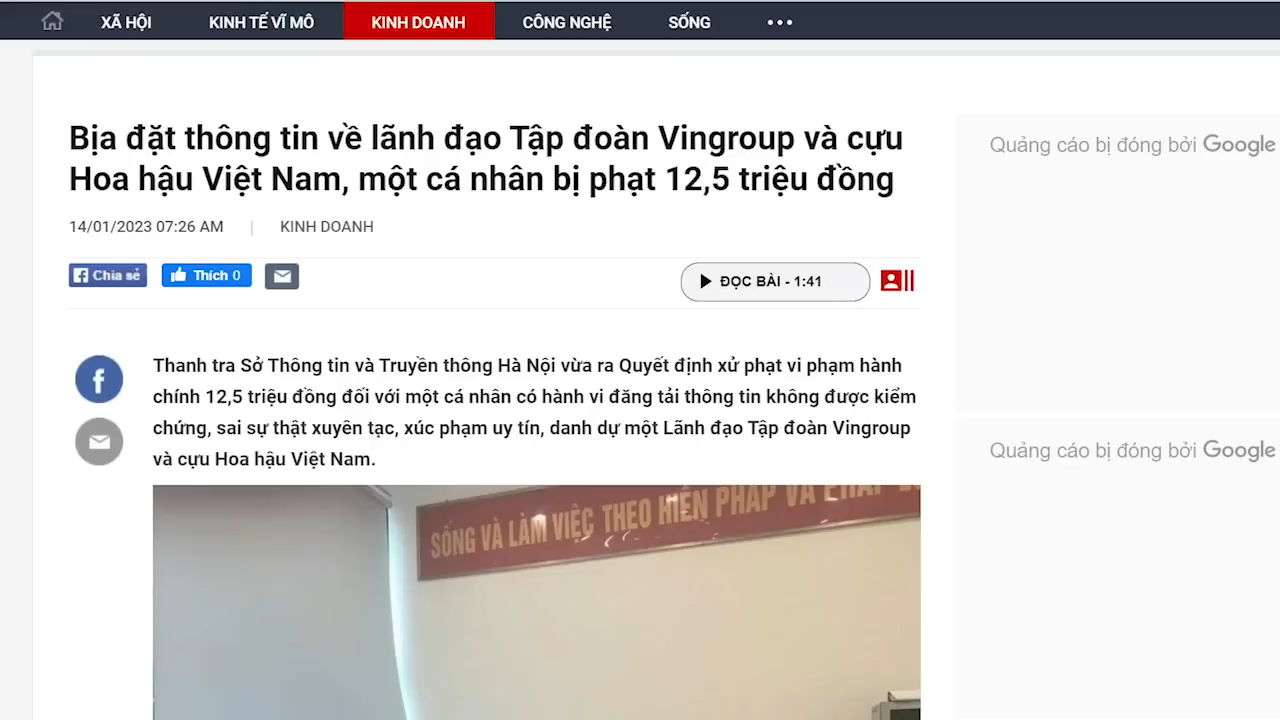 XÃ HỘI KINH TẾ VĨ MÔ KINH DOANH CÔNG NGHỆ SỐNG •••
Bịa đặt thông tin về lãnh đạo Tập đoàn Vingroup và cựu
Hoa hậu Việt Nam, một cá nhân bị phạt 12,5 triệu đồng
14/01/2023 07:26 AM | KINH DOANH
Chia sẻ Thích 0
ĐỌC BÀI - 1:41
Thanh tra Sở Thông tin và Truyền thông Hà Nội vừa ra Quyết định xử phạt vi phạm hành
chính 12,5 triệu đồng đối với một cá nhân có hành vi đăng tải thông tin không được kiểm
chứng, sai sự thật xuyên tạc, xúc phạm uy tín, danh dự một Lãnh đạo Tập đoàn Vingroup
và cựu Hoa hậu Việt Nam.
SỐNG VÀ LÀM VIỆC THEO HIẾN PHÁP VÀ PHÁP
Quảng cáo bị đóng bởi Google
Quảng cáo bị đóng bởi Google